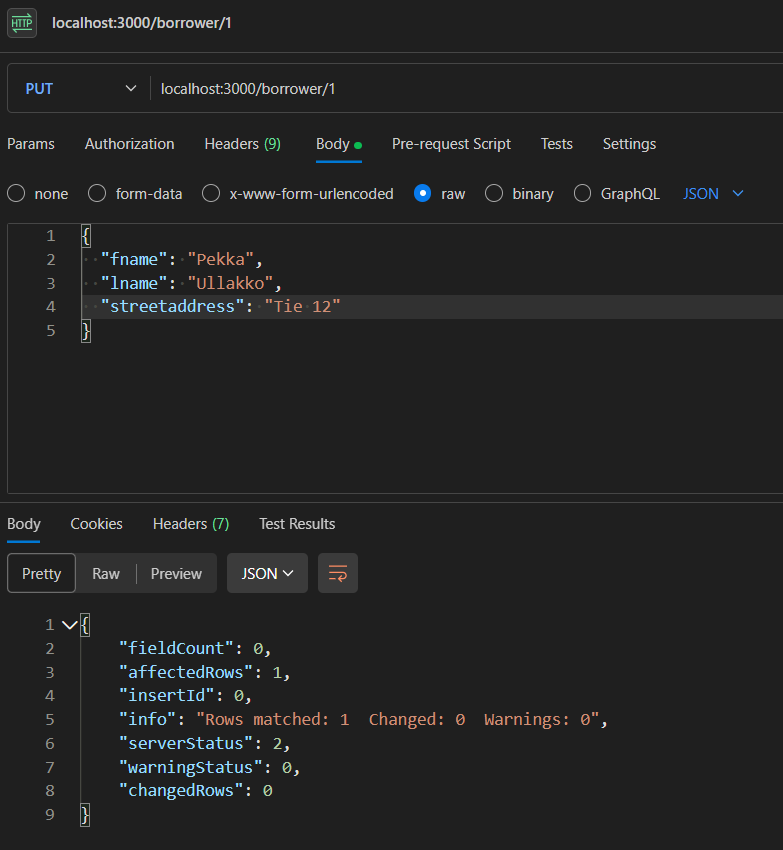 HTTP localhost:3000/borrower/1
PUT localhost:3000/borrower/1
Params Authorization Headers (9) Body Pre-request Script Tests Settings
none form-data x-www-form-urlencoded raw binary GraphQL JSON
1 {
2 "fname": "Pekka",
3 "lname": "Ullakko",
4 "streetaddress": "Tie 12"
5 }
Body Cookies Headers (7) Test Results
Pretty Raw Preview JSON
1 {
2 "fieldCount": 0,
3 "affectedRows": 1,
4 "insertId": 0,
5 "info": "Rows matched: 1  Changed: 0  Warnings: 0",
6 "serverStatus": 2,
7 "warningStatus": 0,
8 "changedRows": 0
9 }